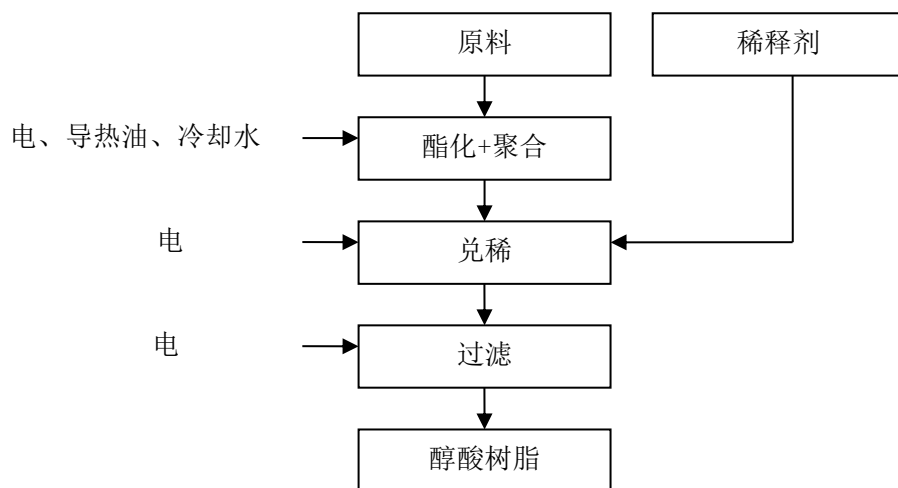 原料
稀释剂
电、导热油、冷却水
酯化+聚合
电
兑稀
电
过滤
醇酸树脂